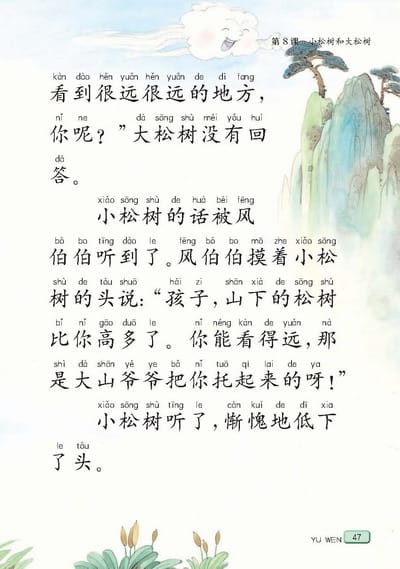 第8课 小松树和大松树
kàn dào hěn yuǎn hěn yuǎn de dì fang
看到很远很远的地方，
nǐ ne dà sōng shù méi yǒu huí
你呢？”大松树没有回
dá
答。
xiǎo sōng shù de huà bèi fēng
小松树的话被风
bó bo tīng dào le fēng bó bo mō zhe xiǎo sōng
伯伯听到了。风伯伯摸着小松
shù de tóu shuō hái zi shān xià de sōng shù
树的头说：“孩子，山下的松树
bǐ nǐ gāo duō le nǐ néng kàn de yuǎn nà
比你高多了。你能看得远，那
shì dà shān yé ye bǎ nǐ tuō qǐ lai de ya
是大山爷爷把你托起来的呀！”
xiǎo sōng shù tīng le cán kuì de dī xia
小松树听了，惭愧地低下
le tóu
了头。
YU WEN 47